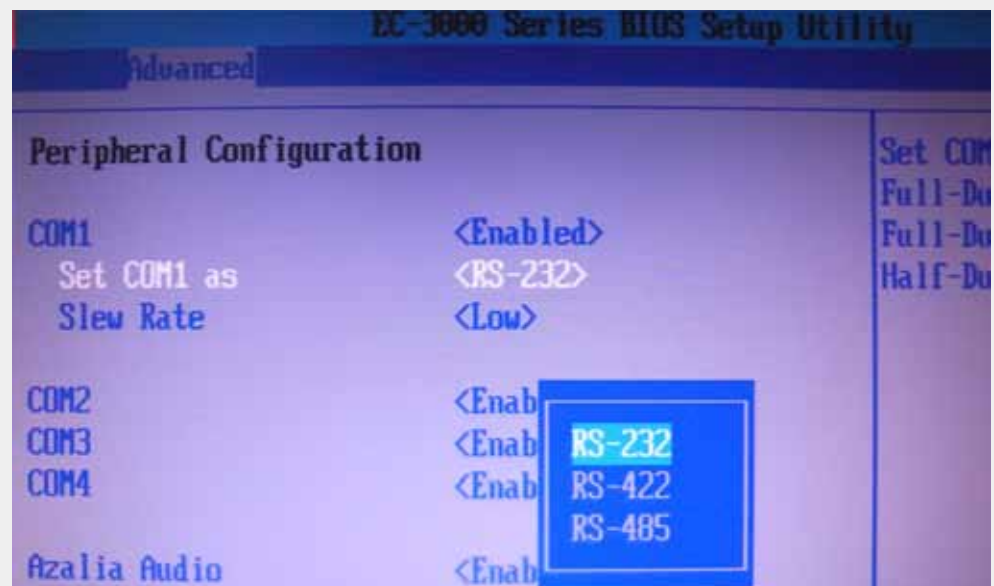 EC-3000 Series BIOS Setup Utility
Advanced
Peripheral Configuration
COM1 <Enabled>
Set COM1 as <RS-232>
Slew Rate <Low>
COM2 <Enab
COM3 <Enab
COM4 <Enab
Azalia Audio <Enab
RS-232
RS-422
RS-485
Set COM
Full-Du
Full-Du
Half-Du